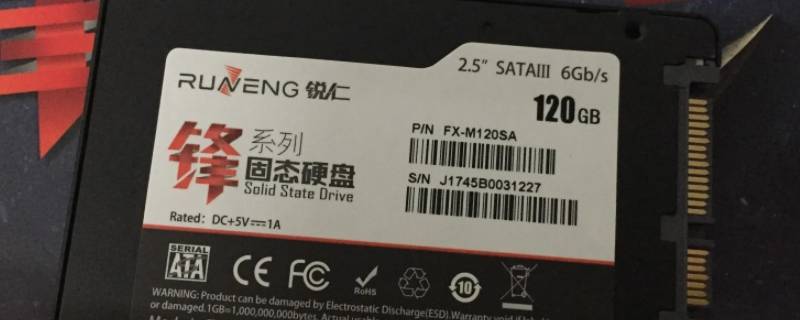 2.5" SATAIII 6Gb/s
RUNENG 锐仁
120GB
P/N FX-M120SA
锋 系列
固态硬盘
Solid State Drive
S/N J1745B0031227
Rated: DC+5V⎓1A
SERIAL
ATA
CE FC RoHS 10
WARNING: Product can be damaged by Electrostatic Discharge(ESD).
damaged.1GB=1,000,000,000bytes. Actual